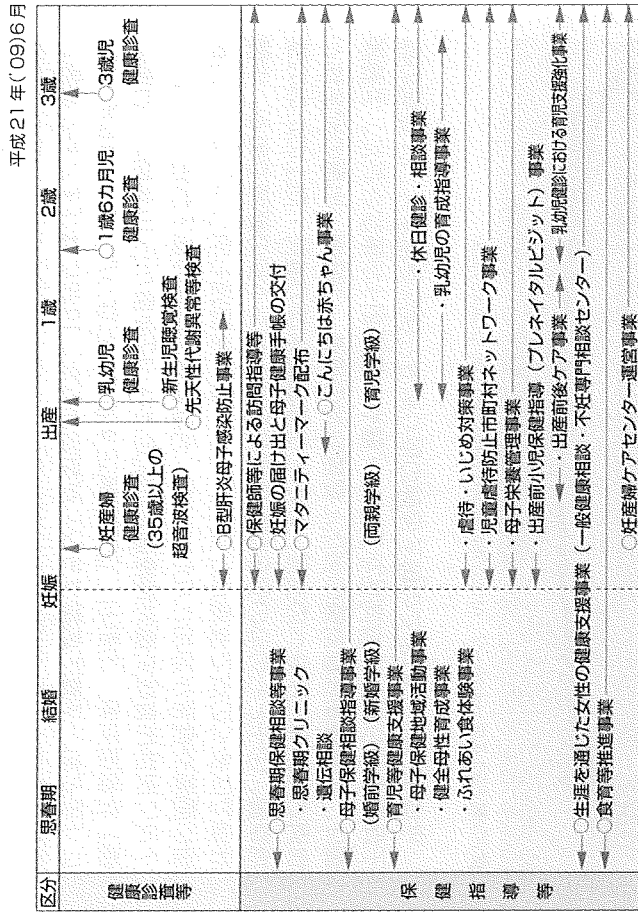 平成21年('09)6月
区分 思春期 結婚 妊娠 出産 1歳 2歳 3歳
健康診査等
○妊産婦
健康診査
(35歳以上の
超音波検査)
○乳幼児
健康診査
○1歳6カ月児
健康診査
○3歳児
健康診査
○新生児聴覚検査
○先天性代謝異常等検査
○B型肝炎母子感染防止事業
保健指導等
○保健師等による訪問指導等
○思春期保健相談等事業
・思春期クリニック
・遺伝相談
○妊娠の届け出と母子健康手帳の交付
○マタニティーマーク配布
○こんにちは赤ちゃん事業
○母子保健相談指導事業
(婚前学級)(新婚学級) (両親学級) (育児学級)
○育児等健康支援事業
・母子保健地域活動事業
・健全母性育成事業
・ふれあい食体験事業
・休日健診・相談事業
・乳幼児の育成指導事業
・虐待・いじめ対策事業
・児童虐待防止市町村ネットワーク事業
・母子栄養管理事業
・出産前小児保健指導(プレネイタルビジット)事業
・出産前後ケア事業
乳幼児健診における育児支援強化事業
○生涯を通じた女性の健康支援事業(一般健康相談・不妊専門相談センター)
○食育等推進事業
○妊産婦ケアセンター運営事業